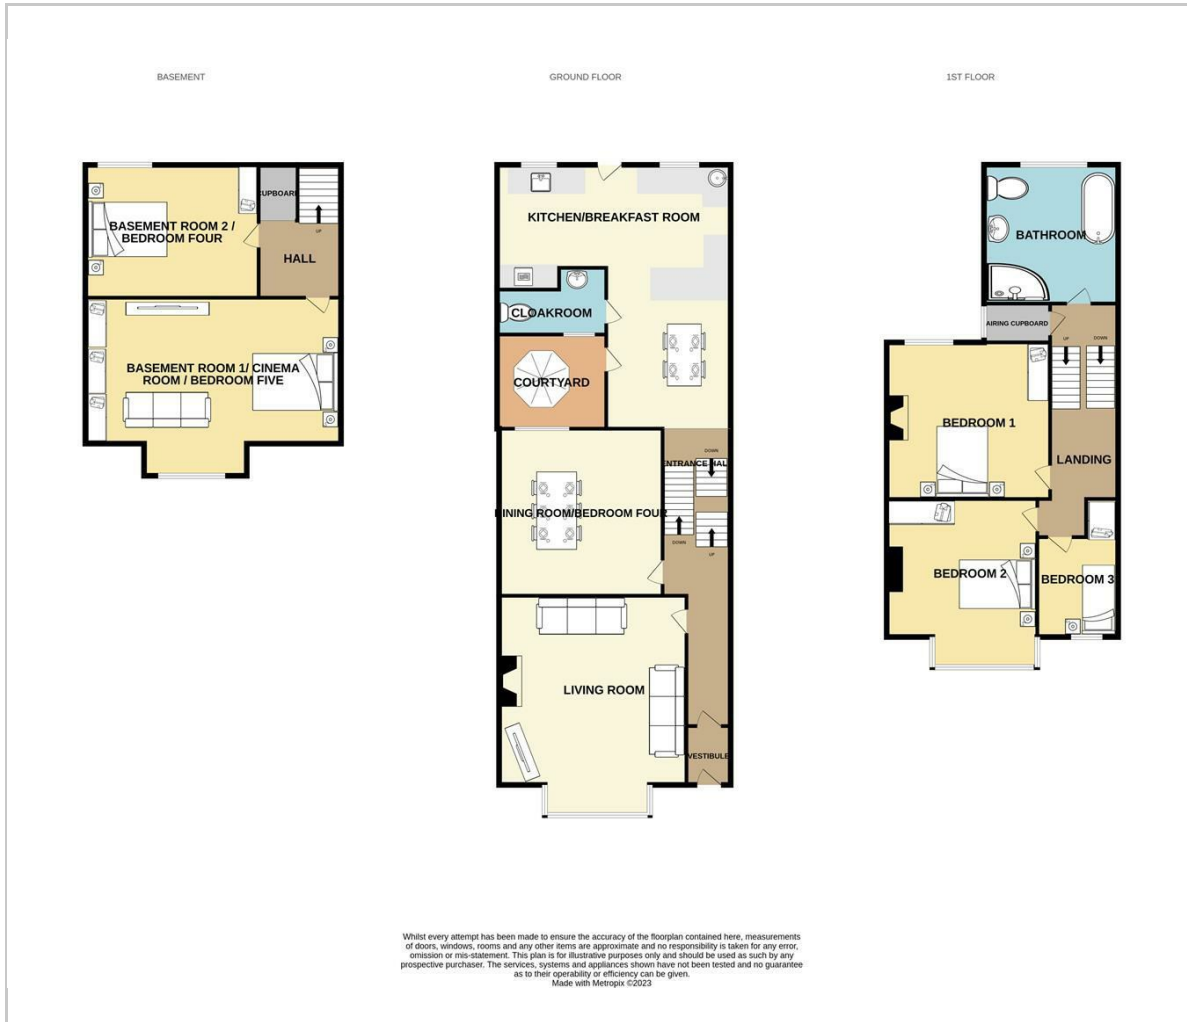 BASEMENT
CUPBOARD
UP
BASEMENT ROOM 2 /
BEDROOM FOUR
HALL
BASEMENT ROOM 1/ CINEMA
ROOM / BEDROOM FIVE
GROUND FLOOR
KITCHEN/BREAKFAST ROOM
CLOAKROOM
COURTYARD
DOWN
ENTRANCE HALL
DINING ROOM/BEDROOM FOUR
DOWN
UP
LIVING ROOM
VESTIBULE
1ST FLOOR
BATHROOM
AIRING CUPBOARD
UP
DOWN
BEDROOM 1
LANDING
BEDROOM 2
BEDROOM 3
Whilst every attempt has been made to ensure the accuracy of the floorplan contained here, measurements
of doors, windows, rooms and any other items are approximate and no responsibility is taken for any error,
omission or mis-statement. This plan is for illustrative purposes only and should be used as such by any
prospective purchaser. The services, systems and appliances shown have not been tested and no guarantee
as to their operability or efficiency can be given.
Made with Metropix ©2023